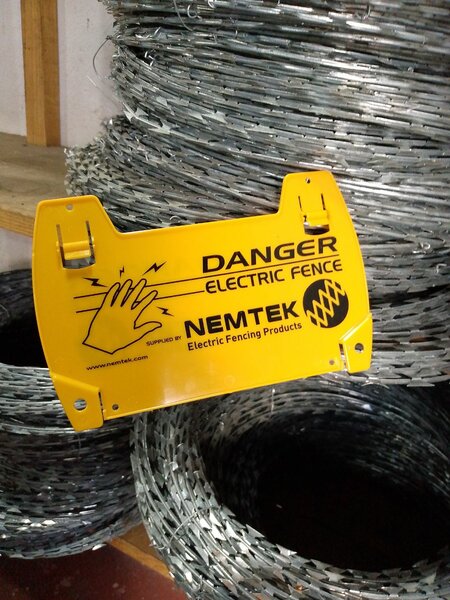 DANGER
ELECTRIC FENCE
SUPPLIED BY NEMTEK
Electric Fencing Products
www.nemtek.com